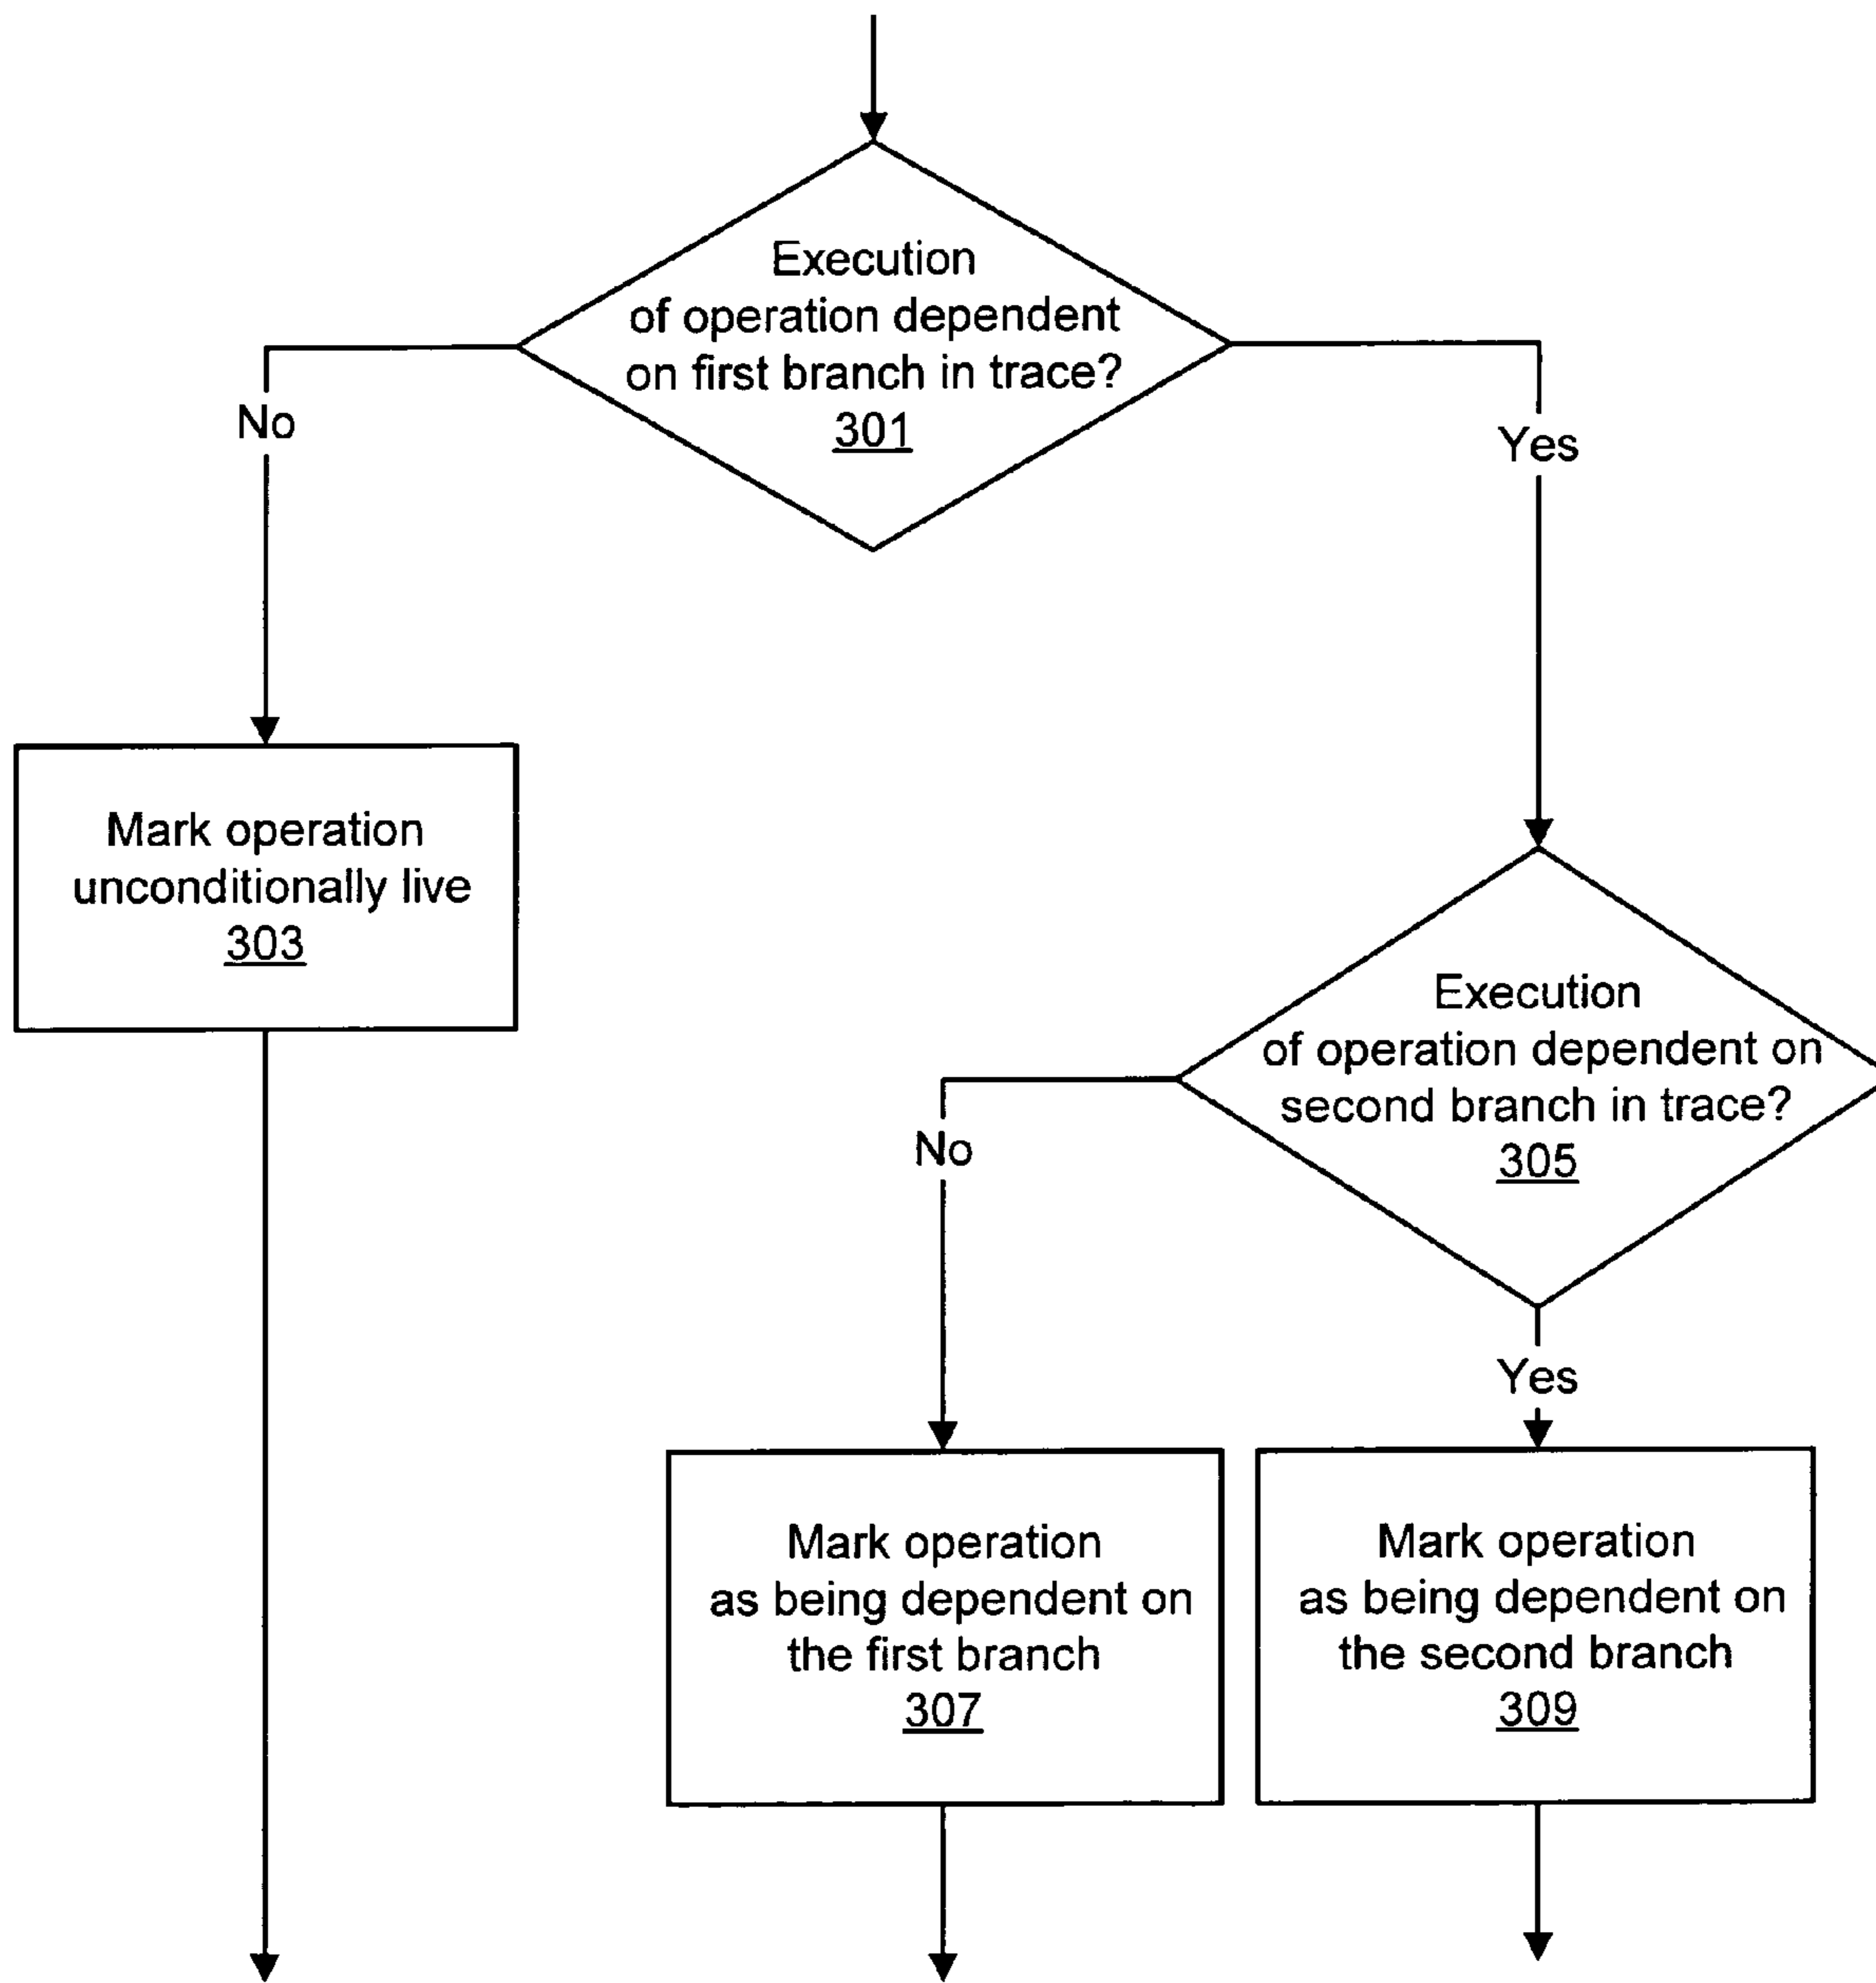 Execution
of operation dependent
on first branch in trace?
301
No
Yes
Mark operation
unconditionally live
303
Execution
of operation dependent on
second branch in trace?
305
No
Yes
Mark operation
as being dependent on
the first branch
307
Mark operation
as being dependent on
the second branch
309